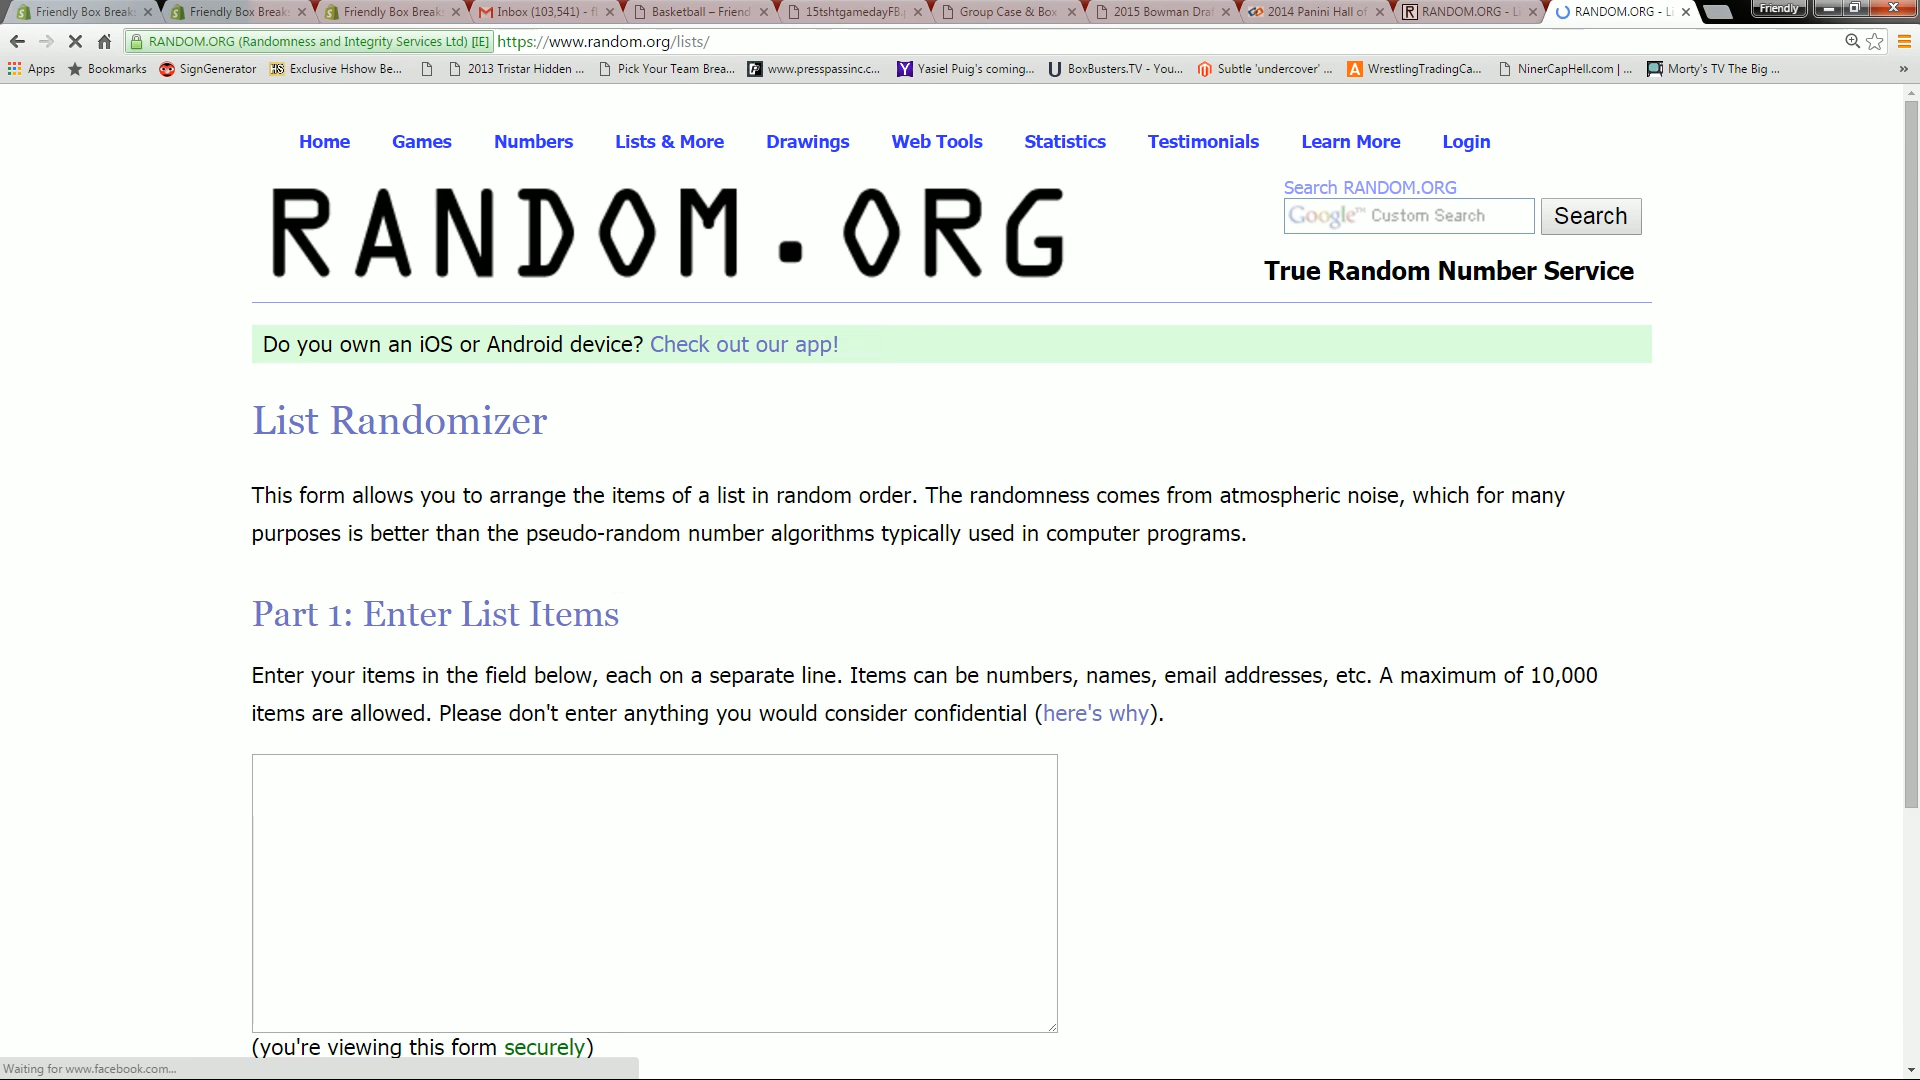 Friendly Box Break
Friendly Box Break
Friendly Box Break
Inbox (103,541) - fl
Basketball – Friend
15tshtgamedayFB.
Group Case & Box
2015 Bowman Dra
2014 Panini Hall of
RANDOM.ORG - Li
RANDOM.ORG - Li
Friendly
RANDOM.ORG (Randomness and Integrity Services Ltd) [IE]
https://www.random.org/lists/
Apps
Bookmarks
SignGenerator
Exclusive Hshow Be...
2013 Tristar Hidden ...
Pick Your Team Brea...
www.presspassinc.c...
Yasiel Puig's coming...
BoxBusters.TV - You...
Subtle 'undercover' ...
WrestlingTradingCa...
NinerCapHell.com | ...
Morty's TV The Big ...
Home
Games
Numbers
Lists & More
Drawings
Web Tools
Statistics
Testimonials
Learn More
Login
RANDOM.ORG
Search RANDOM.ORG
Google™ Custom Search
Search
True Random Number Service
Do you own an iOS or Android device? Check out our app!
List Randomizer
This form allows you to arrange the items of a list in random order. The randomness comes from atmospheric noise, which for many
purposes is better than the pseudo-random number algorithms typically used in computer programs.
Part 1: Enter List Items
Enter your items in the field below, each on a separate line. Items can be numbers, names, email addresses, etc. A maximum of 10,000
items are allowed. Please don't enter anything you would consider confidential (here's why).
(you're viewing this form securely)
Waiting for www.facebook.com...